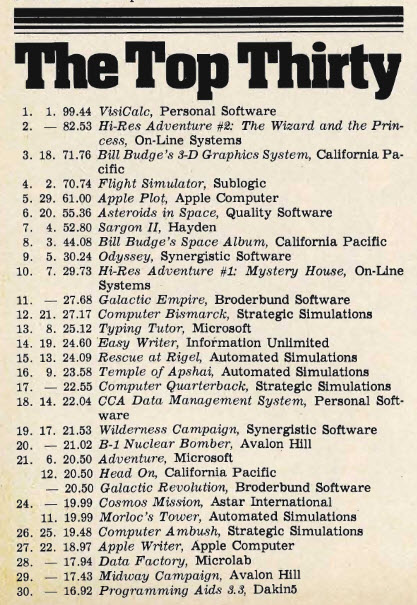 The Top Thirty
1. 1. 99.44 VisiCalc, Personal Software
2. — 82.53 Hi-Res Adventure #2: The Wizard and the Prin-
cess, On-Line Systems
3. 18. 71.76 Bill Budge's 3-D Graphics System, California Pa-
cific
4. 2. 70.74 Flight Simulator, Sublogic
5. 29. 61.00 Apple Plot, Apple Computer
6. 20. 55.36 Asteroids in Space, Quality Software
7. 4. 52.80 Sargon II, Hayden
8. 3. 44.08 Bill Budge's Space Album, California Pacific
9. 5. 30.24 Odyssey, Synergistic Software
10. 7. 29.73 Hi-Res Adventure #1: Mystery House, On-Line
Systems
11. — 27.68 Galactic Empire, Broderbund Software
12. 21. 27.17 Computer Bismarck, Strategic Simulations
13. 8. 25.12 Typing Tutor, Microsoft
14. 19. 24.60 Easy Writer, Information Unlimited
15. 13. 24.09 Rescue at Rigel, Automated Simulations
16. 9. 23.58 Temple of Apshai, Automated Simulations
17. — 22.55 Computer Quarterback, Strategic Simulations
18. 14. 22.04 CCA Data Management System, Personal Soft-
ware
19. 17. 21.53 Wilderness Campaign, Synergistic Software
20. — 21.02 B-1 Nuclear Bomber, Avalon Hill
21. 6. 20.50 Adventure, Microsoft
12. 20.50 Head On, California Pacific
— 20.50 Galactic Revolution, Broderbund Software
24. — 19.99 Cosmos Mission, Astar International
11. 19.99 Morloc's Tower, Automated Simulations
26. 25. 19.48 Computer Ambush, Strategic Simulations
27. 22. 18.97 Apple Writer, Apple Computer
28. — 17.94 Data Factory, Microlab
29. — 17.43 Midway Campaign, Avalon Hill
30. — 16.92 Programming Aids 3.3, Dakin5